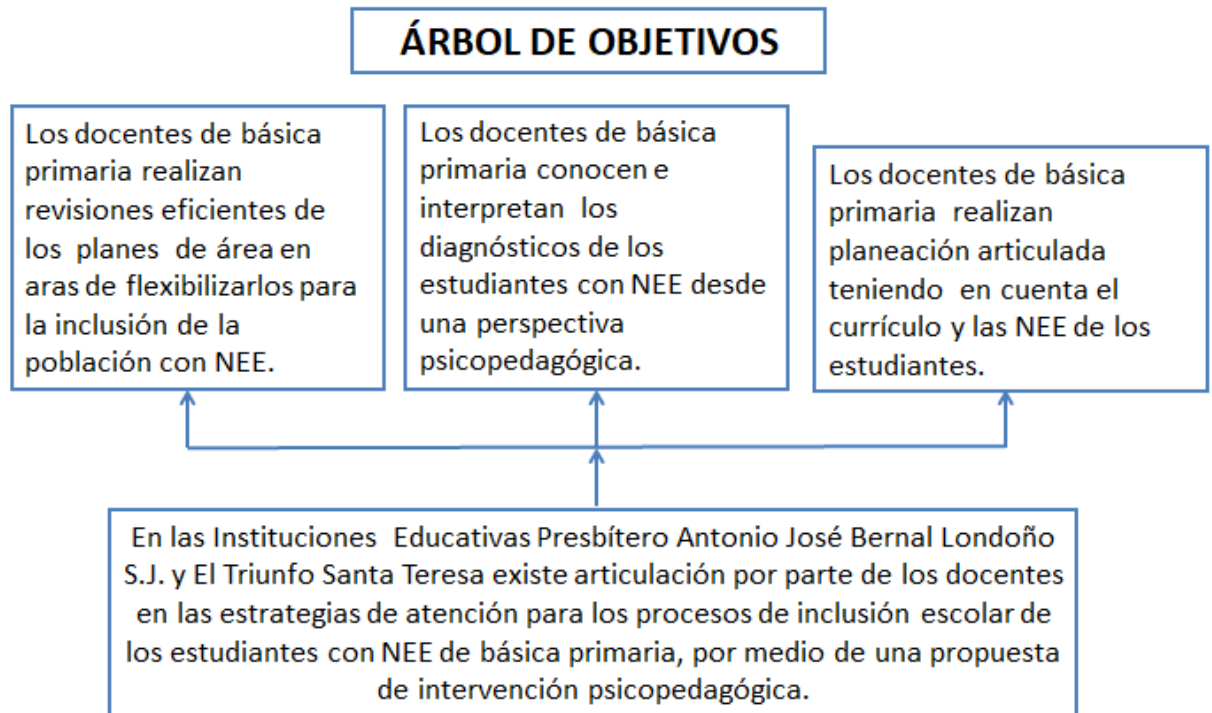 ÁRBOL DE OBJETIVOS
Los docentes de básica
primaria realizan
revisiones eficientes de
los planes de área en
aras de flexibilizarlos para
la inclusión de la
población con NEE.
Los docentes de básica
primaria conocen e
interpretan los
diagnósticos de los
estudiantes con NEE desde
una perspectiva
psicopedagógica.
Los docentes de básica
primaria realizan
planeación articulada
teniendo en cuenta el
currículo y las NEE de los
estudiantes.
En las Instituciones Educativas Presbítero Antonio José Bernal Londoño
S.J. y El Triunfo Santa Teresa existe articulación por parte de los docentes
en las estrategias de atención para los procesos de inclusión escolar de
los estudiantes con NEE de básica primaria, por medio de una propuesta
de intervención psicopedagógica.